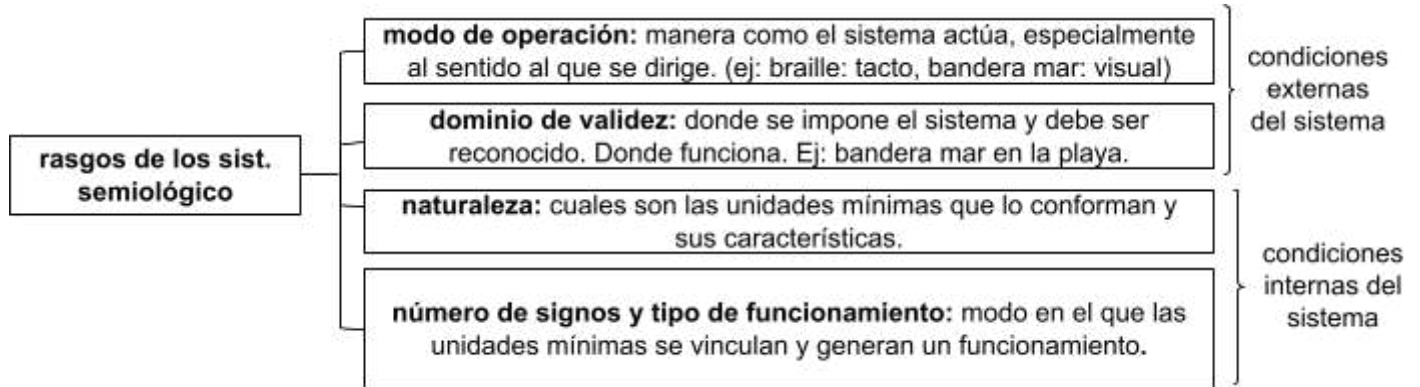 modo de operación: manera como el sistema actúa, especialmente
al sentido al que se dirige. (ej: braille: tacto, bandera mar: visual)
condiciones
externas
del sistema
dominio de validez: donde se impone el sistema y debe ser
reconocido. Donde funciona. Ej: bandera mar en la playa.
rasgos de los sist.
semiológico
naturaleza: cuales son las unidades mínimas que lo conforman y
sus características.
condiciones
internas del
sistema
número de signos y tipo de funcionamiento: modo en el que las
unidades mínimas se vinculan y generan un funcionamiento.